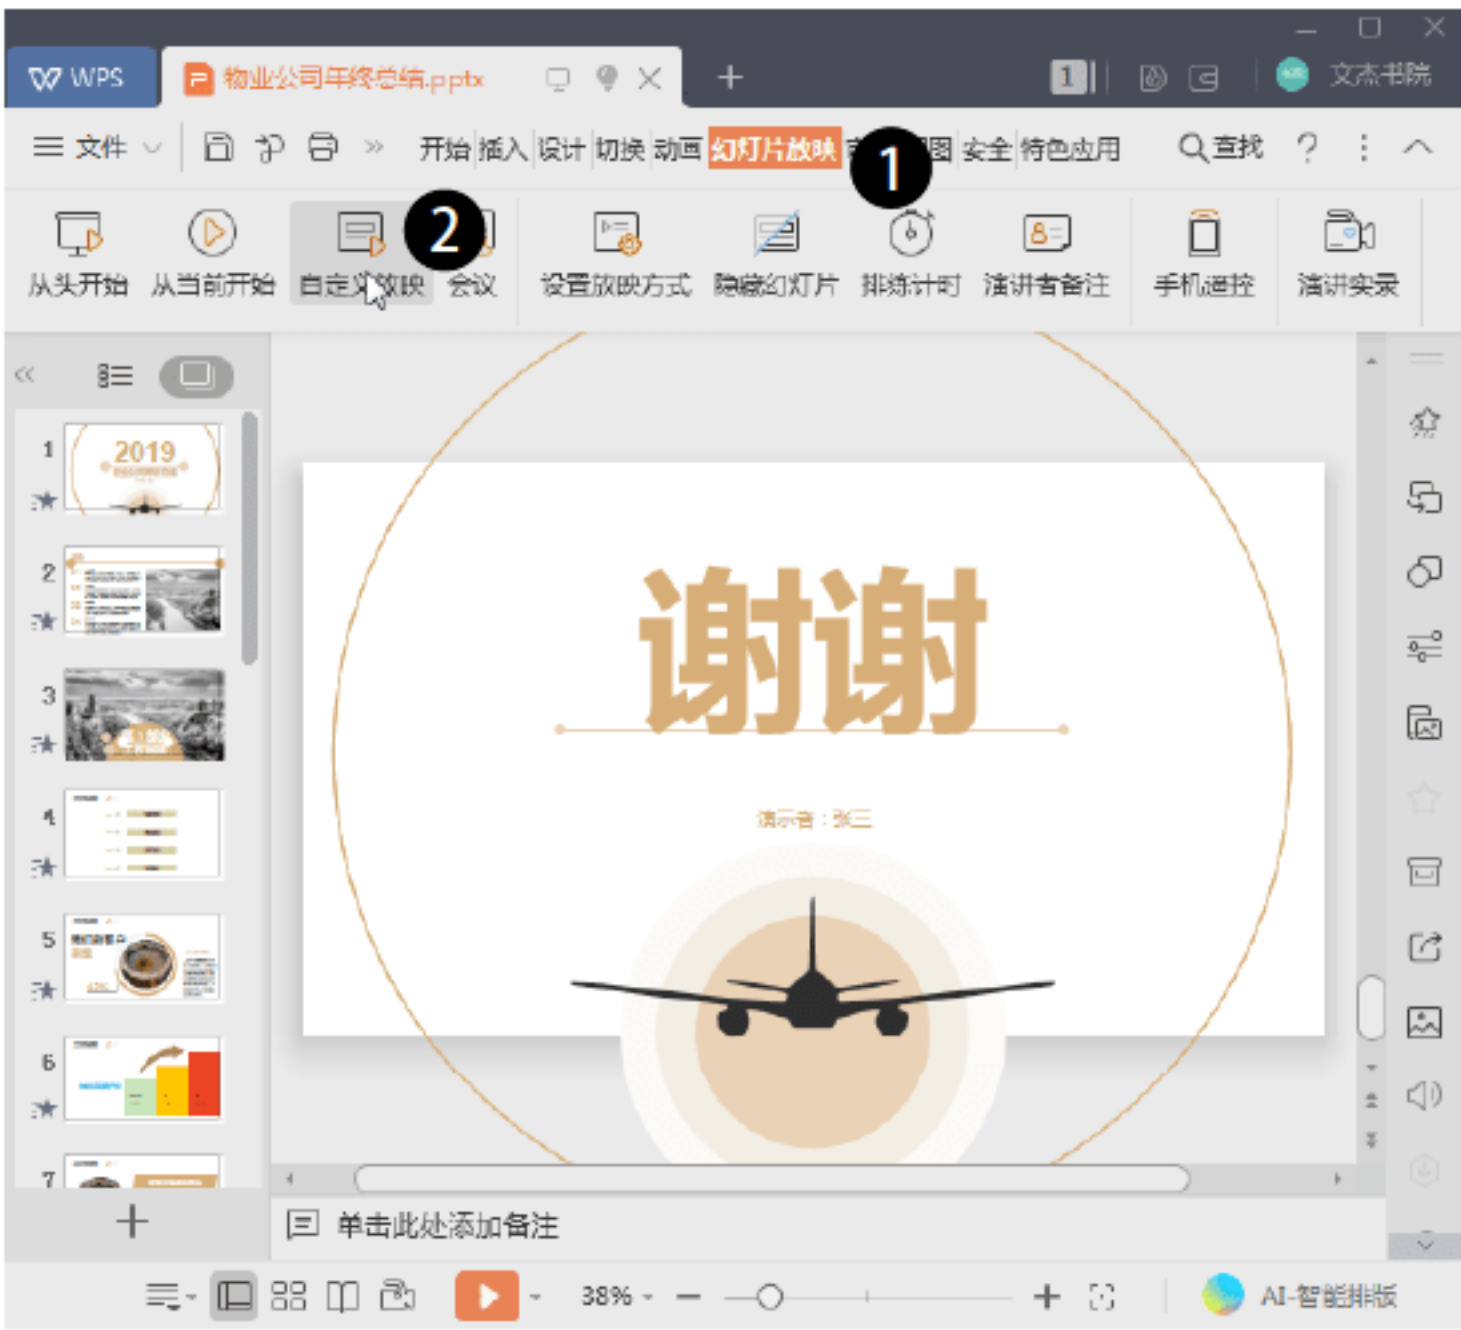 WPS 物业公司年终总结.pptx 1 文杰书院
文件 开始 插入 设计 切换 动画 幻灯片放映 1 图 安全 特色应用 查找
2
从头开始 从当前开始 自定义放映 会议 设置放映方式 隐藏幻灯片 排练计时 演讲者备注 手机遥控 演讲实录
1
2019
2
3
4
5
6
7
谢谢
演示者：张三
单击此处添加备注
38% AI-智能排版